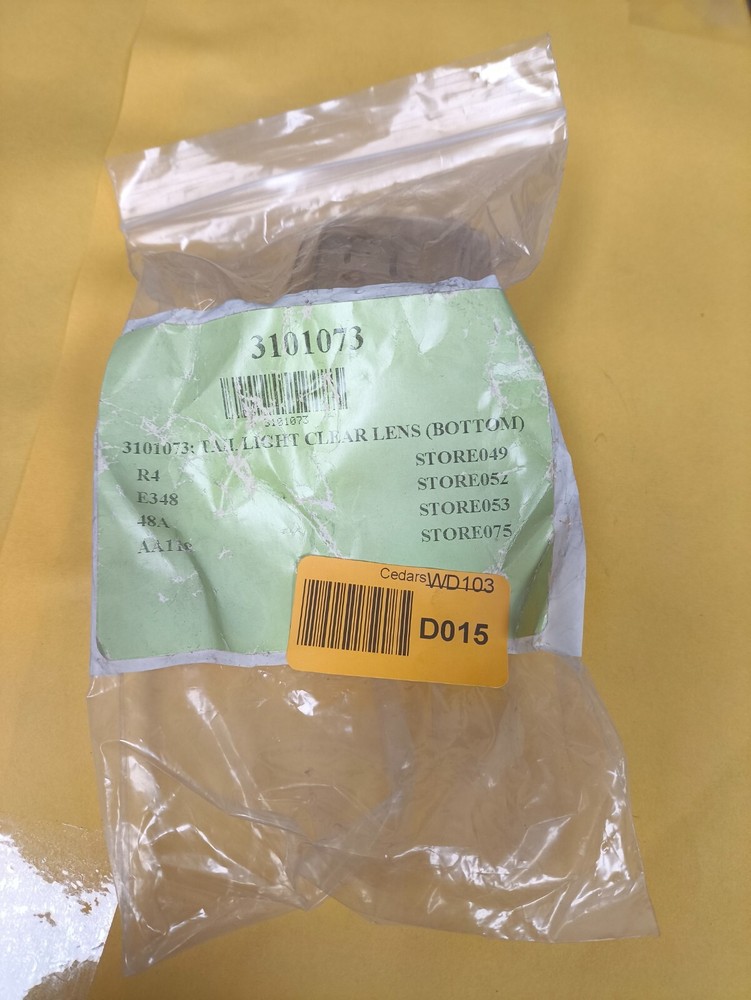 3101073
3101073
3101073: TAIL LIGHT CLEAR LENS (BOTTOM)
R4 STORE049
E348 STORE052
48A STORE053
STORE075
Cedars WD103
D015